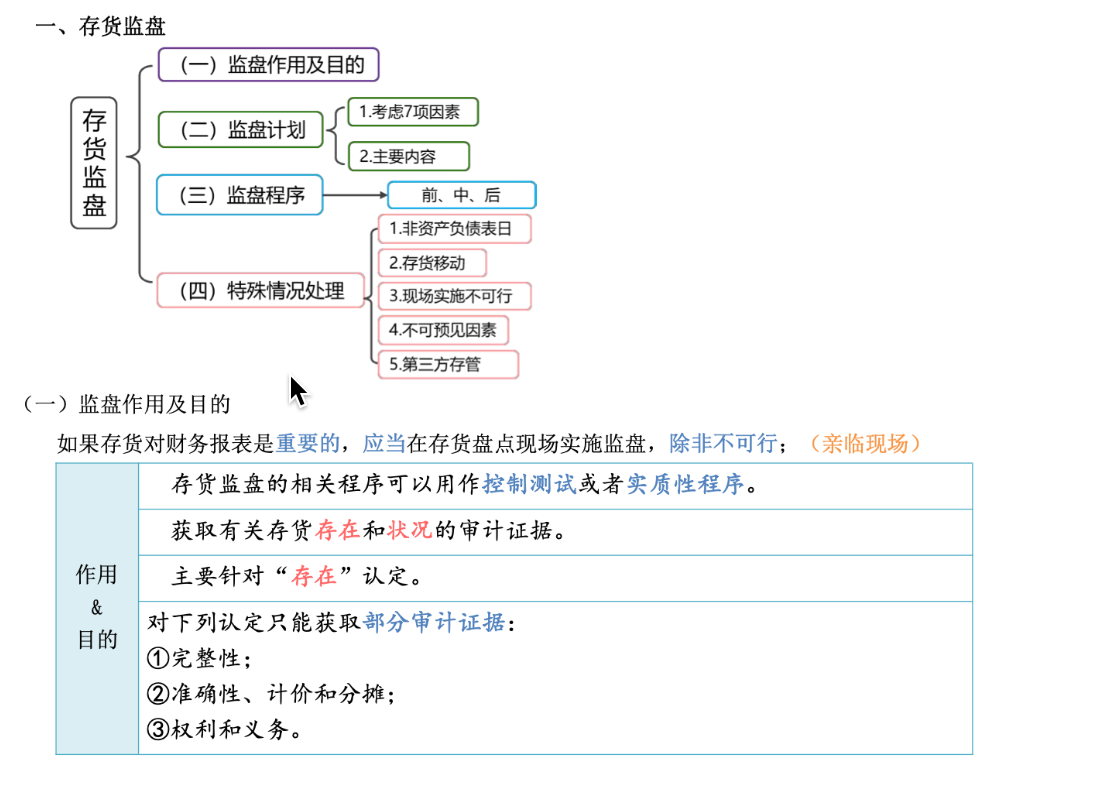 一、存货监盘
存货监盘
（一）监盘作用及目的
（二）监盘计划
1.考虑7项因素
2.主要内容
（三）监盘程序
前、中、后
（四）特殊情况处理
1.非资产负债表日
2.存货移动
3.现场实施不可行
4.不可预见因素
5.第三方存管
（一）监盘作用及目的
如果存货对财务报表是重要的，应当在存货盘点现场实施监盘，除非不可行；（亲临现场）
作用
&
目的
存货监盘的相关程序可以用作控制测试或者实质性程序。
获取有关存货存在和状况的审计证据。
主要针对“存在”认定。
对下列认定只能获取部分审计证据：
①完整性；
②准确性、计价和分摊；
③权利和义务。